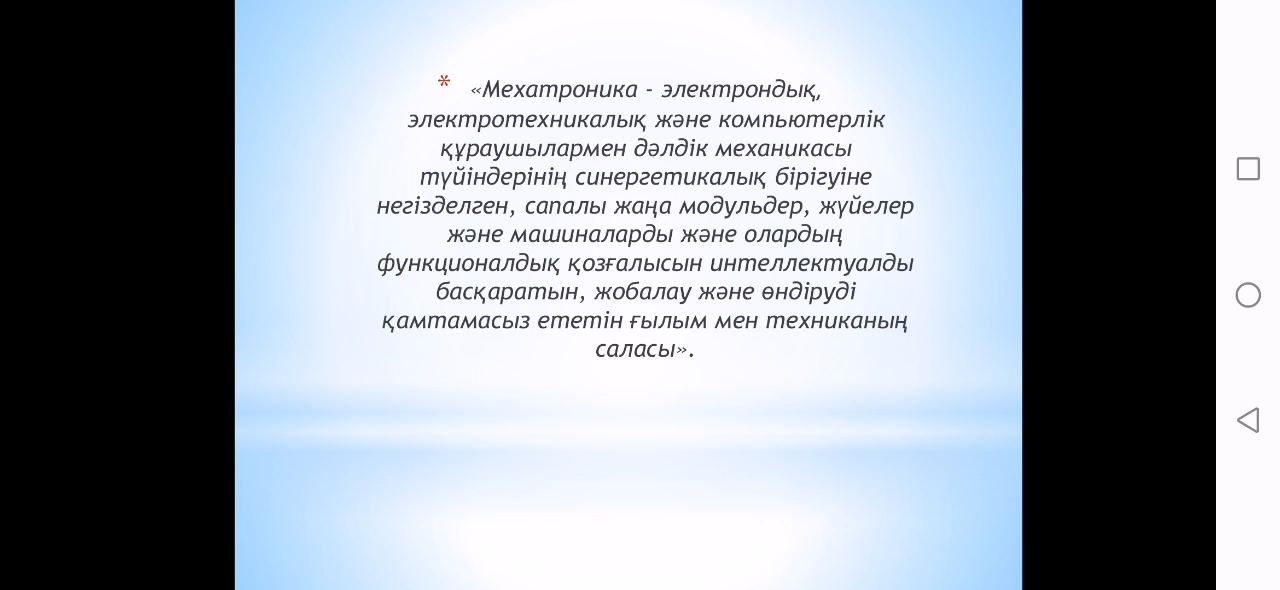 * «Мехатроника - электрондық,
электротехникалық және компьютерлік
құраушылармен дәлдік механикасы
түйіндерінің синергетикалық бірігуіне
негізделген, сапалы жаңа модульдер, жүйелер
және машиналарды және олардың
функционалдық қозғалысын интеллектуалды
басқаратын, жобалау және өндіруді
қамтамасыз ететін ғылым мен техниканың
саласы».